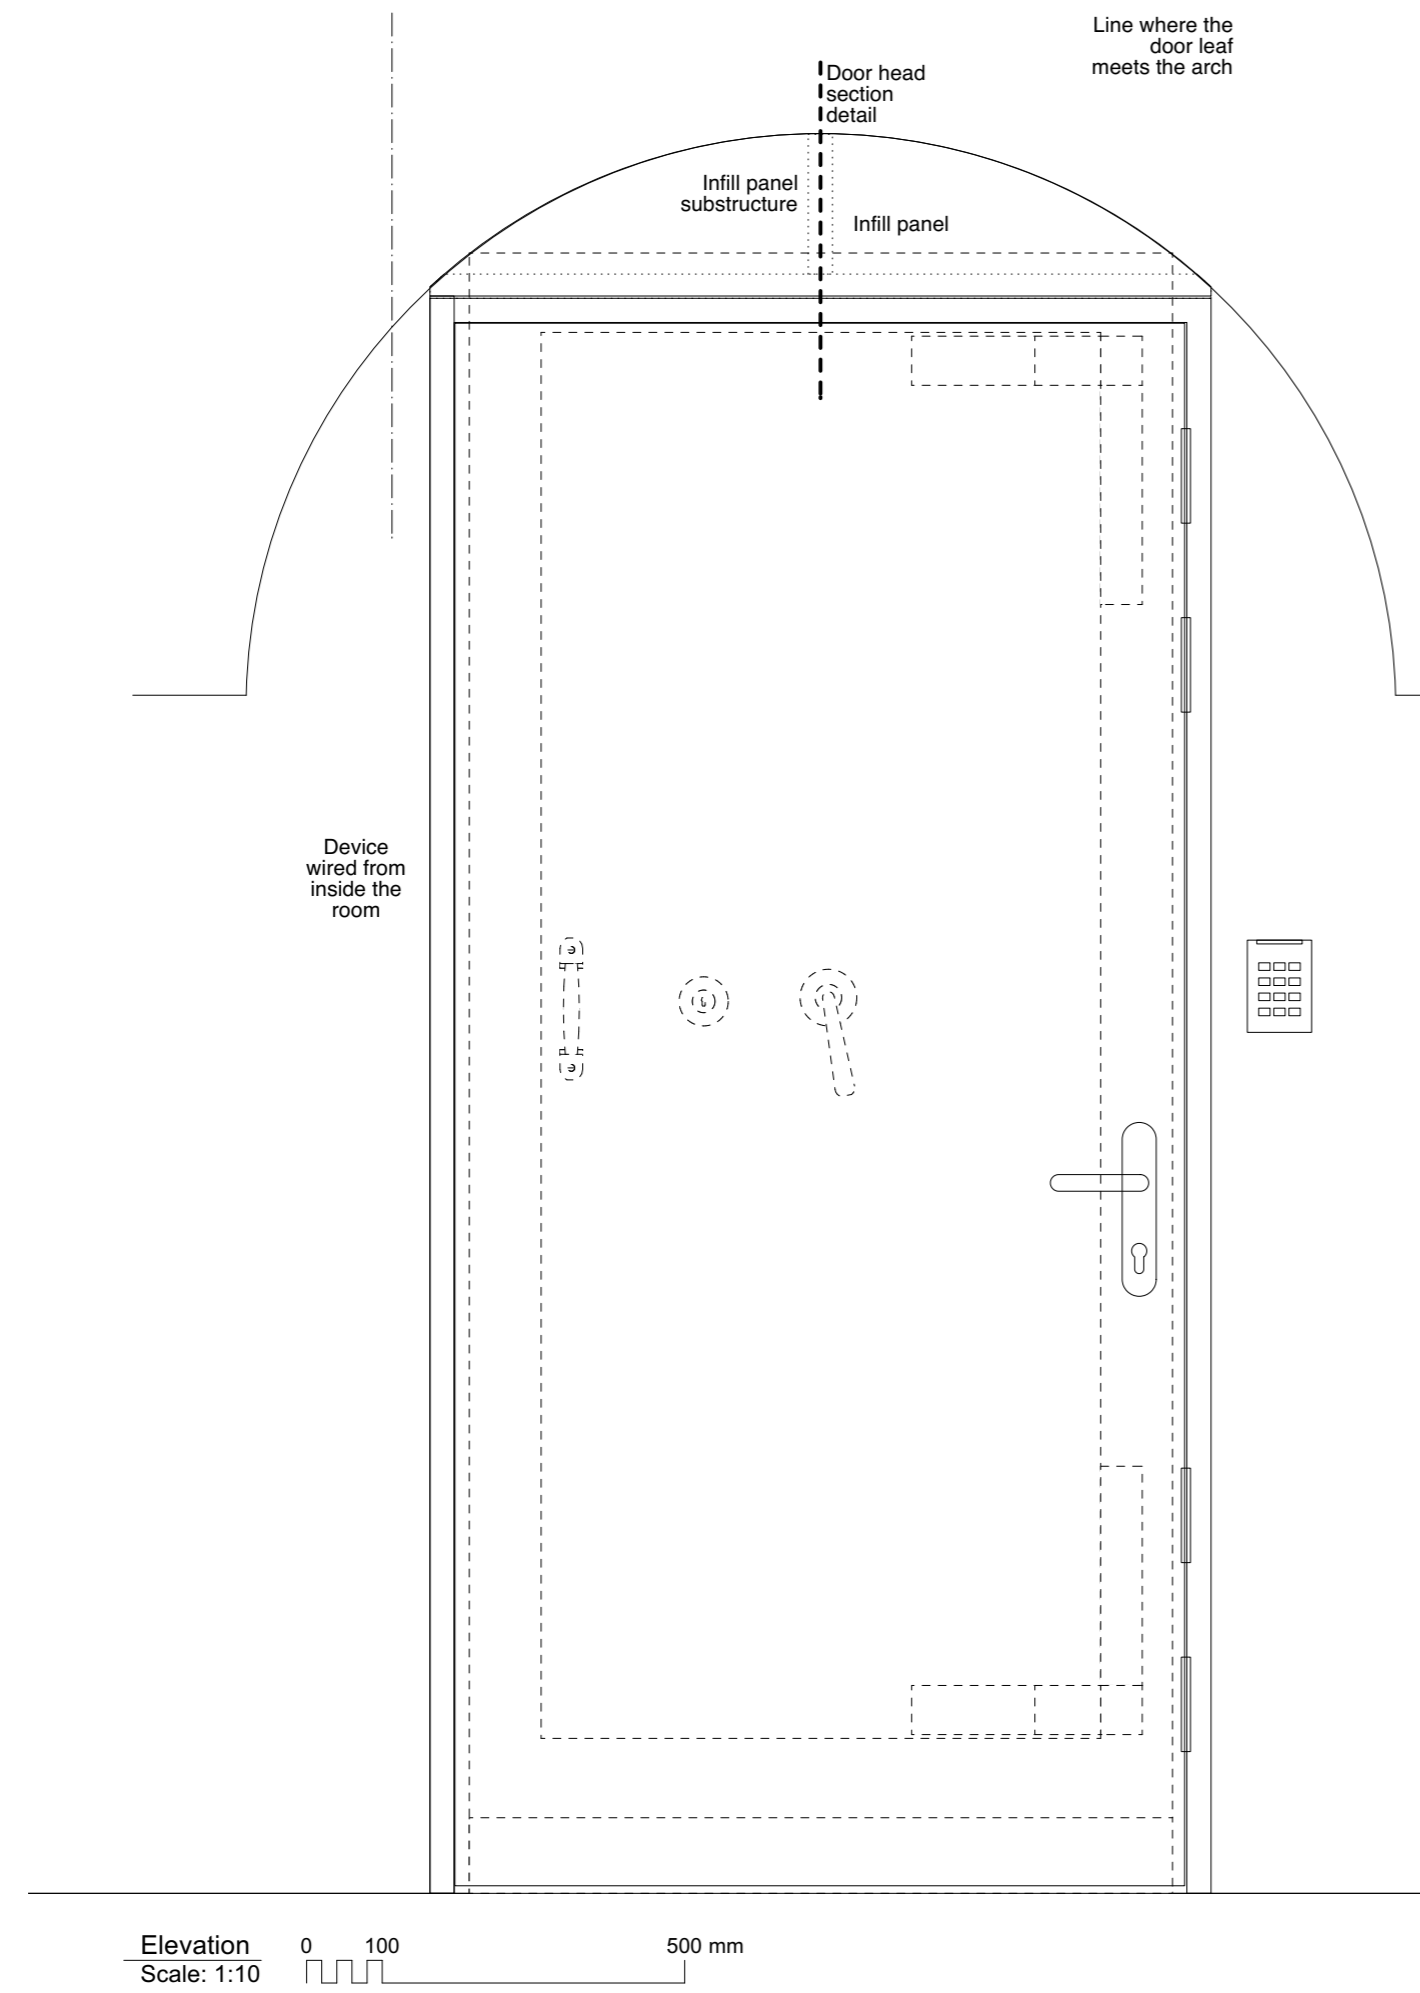 Line where the
door leaf
meets the arch
Door head
section
detail
Infill panel
substructure
Infill panel
Device
wired from
inside the
room
Elevation
Scale: 1:10
0 100 500 mm